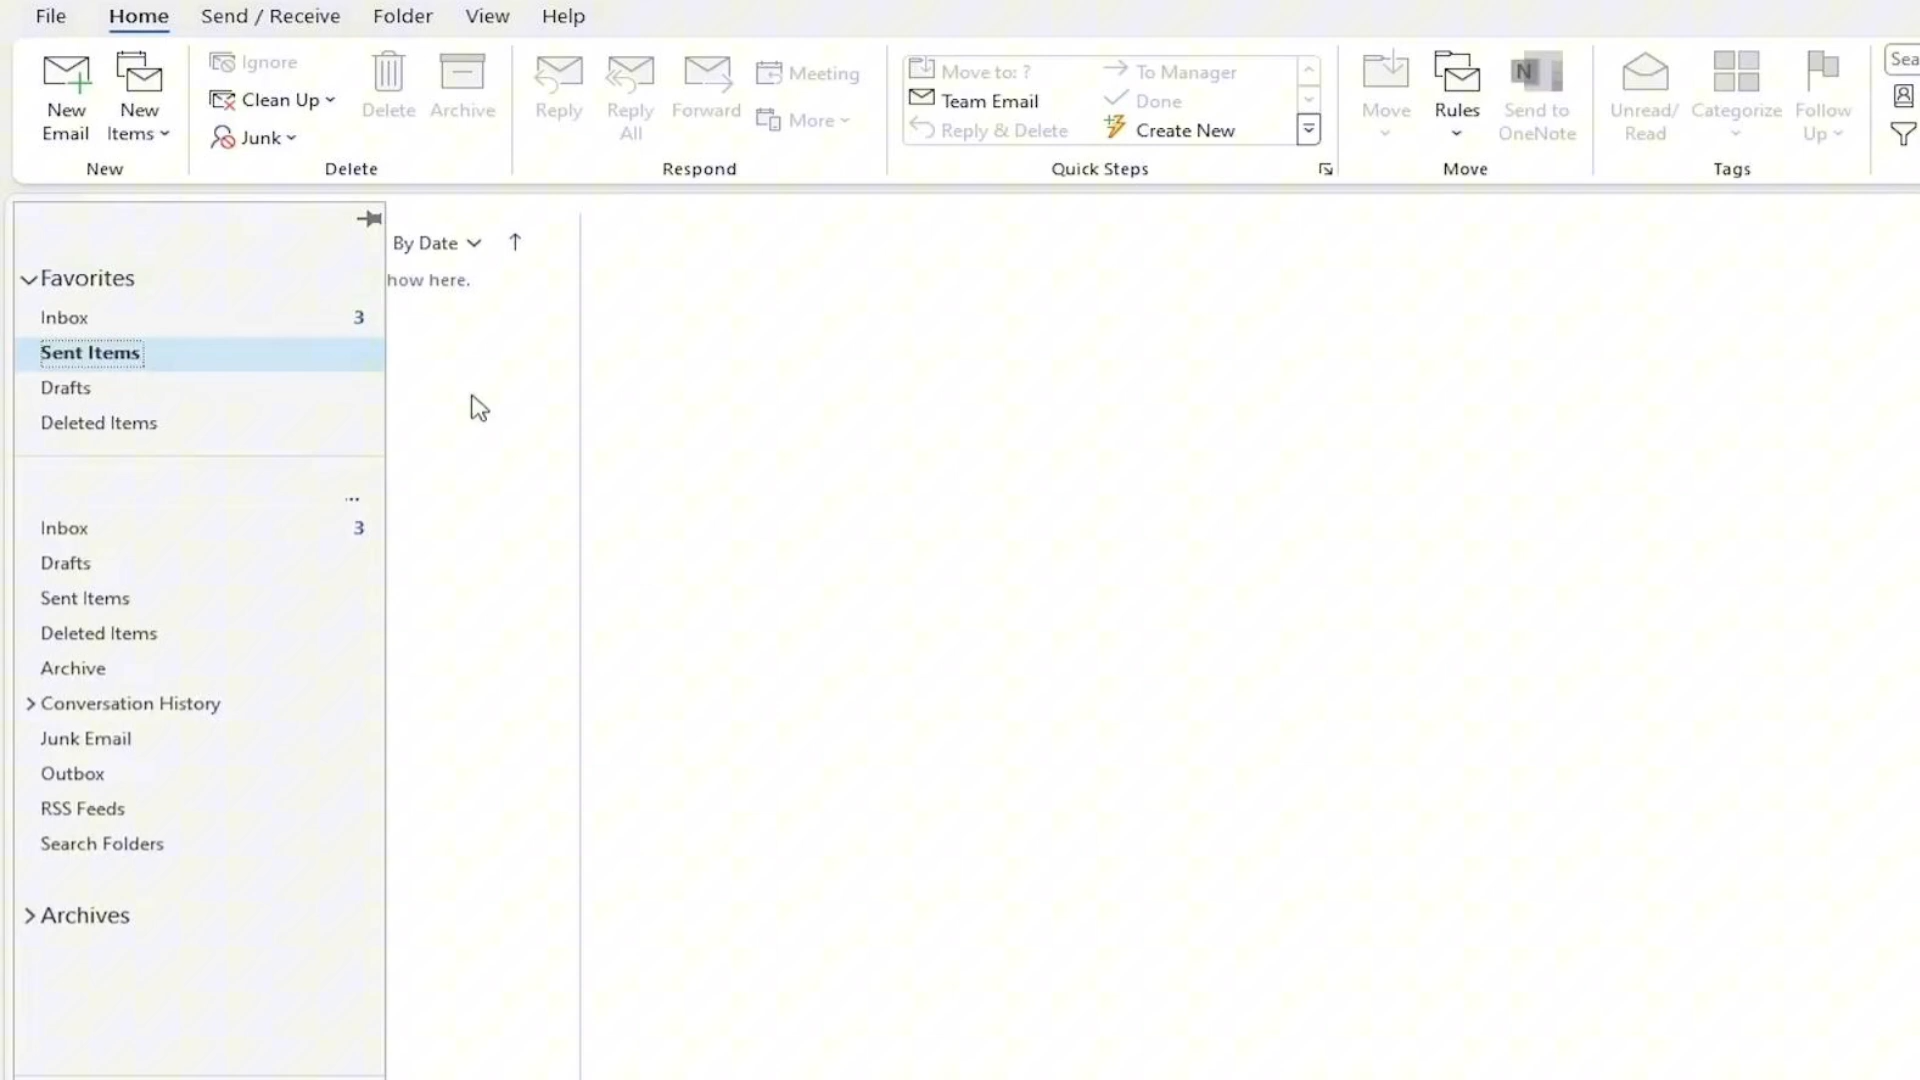 File Home Send / Receive Folder View Help
New Email
New Items
New
Ignore
Clean Up
Junk
Delete
Archive
Delete
Reply
Reply All
Forward
Meeting
More
Respond
Move to: ?
Team Email
Reply & Delete
To Manager
Done
Create New
Quick Steps
Move
Rules
Send to OneNote
Move
Unread/ Read
Categorize
Follow Up
Tags
Sea
By Date
how here.
Favorites
Inbox 3
Sent Items
Drafts
Deleted Items
...
Inbox 3
Drafts
Sent Items
Deleted Items
Archive
Conversation History
Junk Email
Outbox
RSS Feeds
Search Folders
Archives